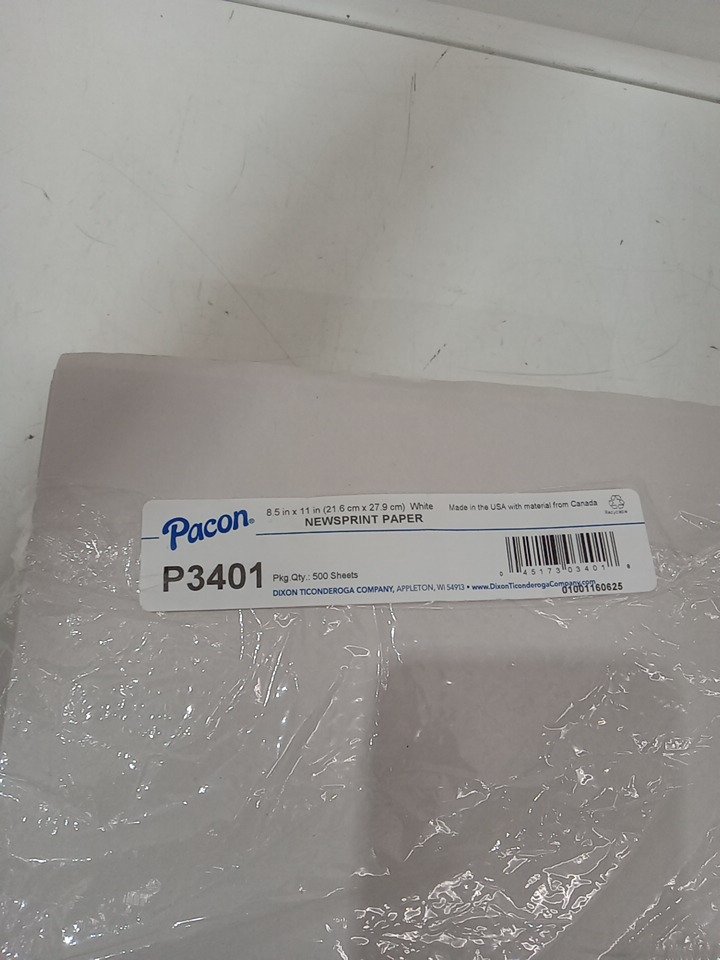 Pacon®
8.5 in x 11 in (21.6 cm x 27.9 cm) White
NEWSPRINT PAPER
Made in the USA with material from Canada
Recyclable
P3401
Pkg Qty.: 500 Sheets
0 45173 03401 8
DIXON TICONDEROGA COMPANY, APPLETON, WI 54913 • www.DixonTiconderogaCompany.com
01001160625